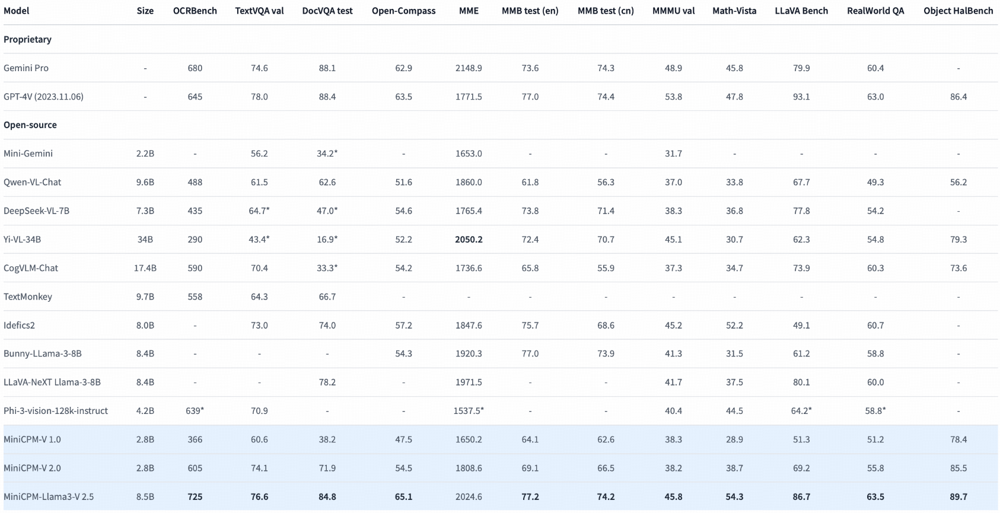 Model Size OCRBench TextVQA val DocVQA test Open-Compass MME MMB test (en) MMB test (cn) MMMU val Math-Vista LLaVA Bench RealWorld QA Object HalBench
Proprietary
Gemini Pro - 680 74.6 88.1 62.9 2148.9 73.6 74.3 48.9 45.8 79.9 60.4 -
GPT-4V (2023.11.06) - 645 78.0 88.4 63.5 1771.5 77.0 74.4 53.8 47.8 93.1 63.0 86.4
Open-source
Mini-Gemini 2.2B - 56.2 34.2* - 1653.0 - - 31.7 - - - -
Qwen-VL-Chat 9.6B 488 61.5 62.6 51.6 1860.0 61.8 56.3 37.0 33.8 67.7 49.3 56.2
DeepSeek-VL-7B 7.3B 435 64.7* 47.0* 54.6 1765.4 73.8 71.4 38.3 36.8 77.8 54.2 -
Yi-VL-34B 34B 290 43.4* 16.9* 52.2 2050.2 72.4 70.7 45.1 30.7 62.3 54.8 79.3
CogVLM-Chat 17.4B 590 70.4 33.3* 54.2 1736.6 65.8 55.9 37.3 34.7 73.9 60.3 73.6
TextMonkey 9.7B 558 64.3 66.7 - - - - - - - - -
Idefics2 8.0B - 73.0 74.0 57.2 1847.6 75.7 68.6 45.2 52.2 49.1 60.7 -
Bunny-LLama-3-8B 8.4B - - - 54.3 1920.3 77.0 73.9 41.3 31.5 61.2 58.8 -
LLaVA-NeXT Llama-3-8B 8.4B - - 78.2 - 1971.5 - - 41.7 37.5 80.1 60.0 -
Phi-3-vision-128k-instruct 4.2B 639* 70.9 - - 1537.5* - - 40.4 44.5 64.2* 58.8* -
MiniCPM-V 1.0 2.8B 366 60.6 38.2 47.5 1650.2 64.1 62.6 38.3 28.9 51.3 51.2 78.4
MiniCPM-V 2.0 2.8B 605 74.1 71.9 54.5 1808.6 69.1 66.5 38.2 38.7 69.2 55.8 85.5
MiniCPM-Llama3-V 2.5 8.5B 725 76.6 84.8 65.1 2024.6 77.2 74.2 45.8 54.3 86.7 63.5 89.7